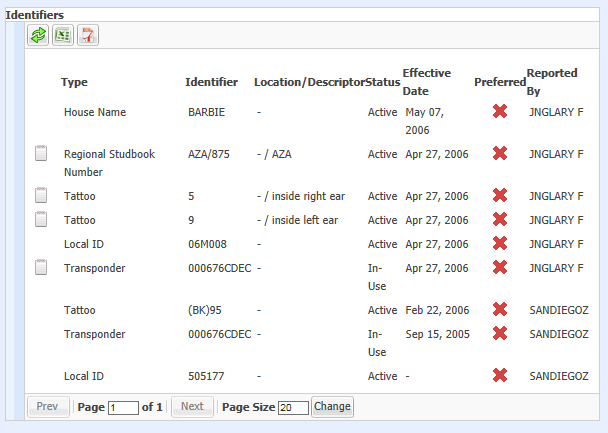 Identifiers
Type Identifier Location/Descriptor Status Effective Date Preferred Reported By
House Name BARBIE - Active May 07, 2006 JNGLARY F
Regional Studbook Number AZA/875 - / AZA Active Apr 27, 2006 JNGLARY F
Tattoo 5 - / inside right ear Active Apr 27, 2006 JNGLARY F
Tattoo 9 - / inside left ear Active Apr 27, 2006 JNGLARY F
Local ID 06M008 - Active Apr 27, 2006 JNGLARY F
Transponder 000676CDEC - In-Use Apr 27, 2006 JNGLARY F
Tattoo (BK)95 - Active Feb 22, 2006 SANDIEGOZ
Transponder 000676CDEC - In-Use Sep 15, 2005 SANDIEGOZ
Local ID 505177 - Active - SANDIEGOZ
Prev Page 1 of 1 Next Page Size 20 Change